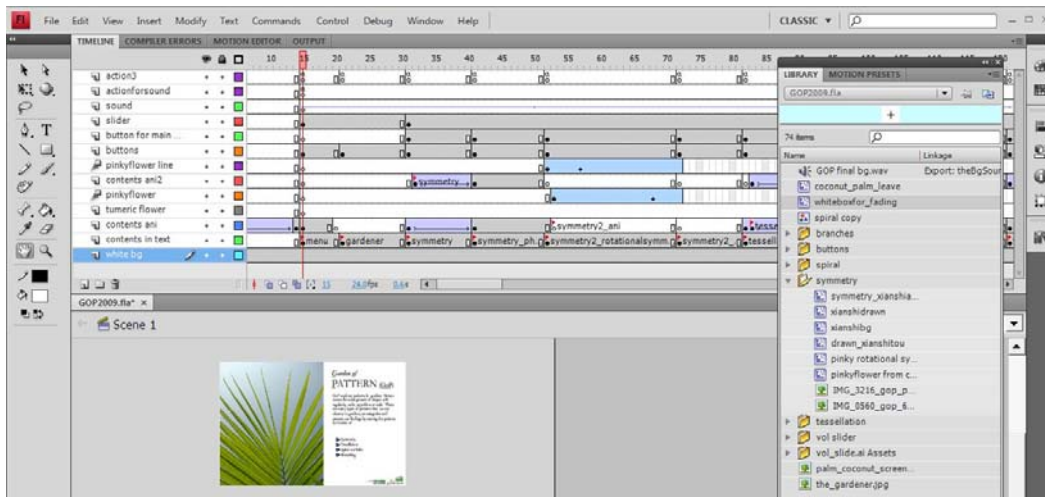 FL File Edit View Insert Modify Text Commands Control Debug Window Help CLASSIC
TIMELINE COMPILER ERRORS MOTION EDITOR OUTPUT
10 15 20 25 30 35 40 45 50 55 60 65 70 75 80 85
action3
actionforsound
sound
slider
button for main ...
buttons
pinkyflower line
contents ani2 symmetry
pinkyflower
tumeric flower
contents ani symmetry2_ani
contents in text menu gardener symmetry symmetry_ph symmetry2_rotationalsymm symmetry2_ tessell
white bg
15 24.0fps 0.6s
GOP2009.fla*
Scene 1
Garden of
PATTERN
LIBRARY MOTION PRESETS
GOP2009.fla
74 items
Name Linkage
GOP final bg.wav Export: theBgSour
coconut_palm_leave
whiteboxfor_fading
spiral copy
branches
buttons
spiral
symmetry
symmetry_xianshia...
xianshidrawn
xianshibg
drawn_xianshitou
pinky rotational sy...
pinkyflower from c...
IMG_3216_gop_p...
IMG_0560_gop_6...
tessellation
vol slider
vol_slide.ai Assets
palm_coconut_screen...
the_gardener.jpg